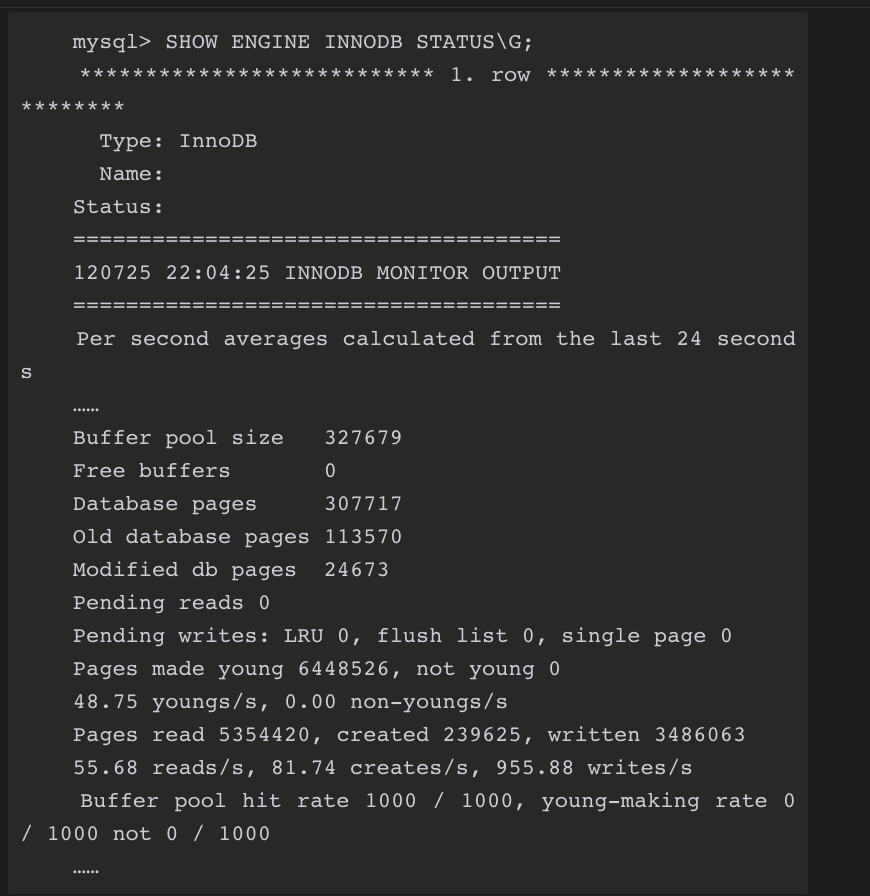 mysql> SHOW ENGINE INNODB STATUS\G;
*************************** 1. row *******************
********
Type: InnoDB
Name:
Status:
=====================================
120725 22:04:25 INNODB MONITOR OUTPUT
=====================================
Per second averages calculated from the last 24 second
s
……
Buffer pool size   327679
Free buffers       0
Database pages     307717
Old database pages 113570
Modified db pages  24673
Pending reads 0
Pending writes: LRU 0, flush list 0, single page 0
Pages made young 6448526, not young 0
48.75 youngs/s, 0.00 non-youngs/s
Pages read 5354420, created 239625, written 3486063
55.68 reads/s, 81.74 creates/s, 955.88 writes/s
Buffer pool hit rate 1000 / 1000, young-making rate 0
/ 1000 not 0 / 1000
……